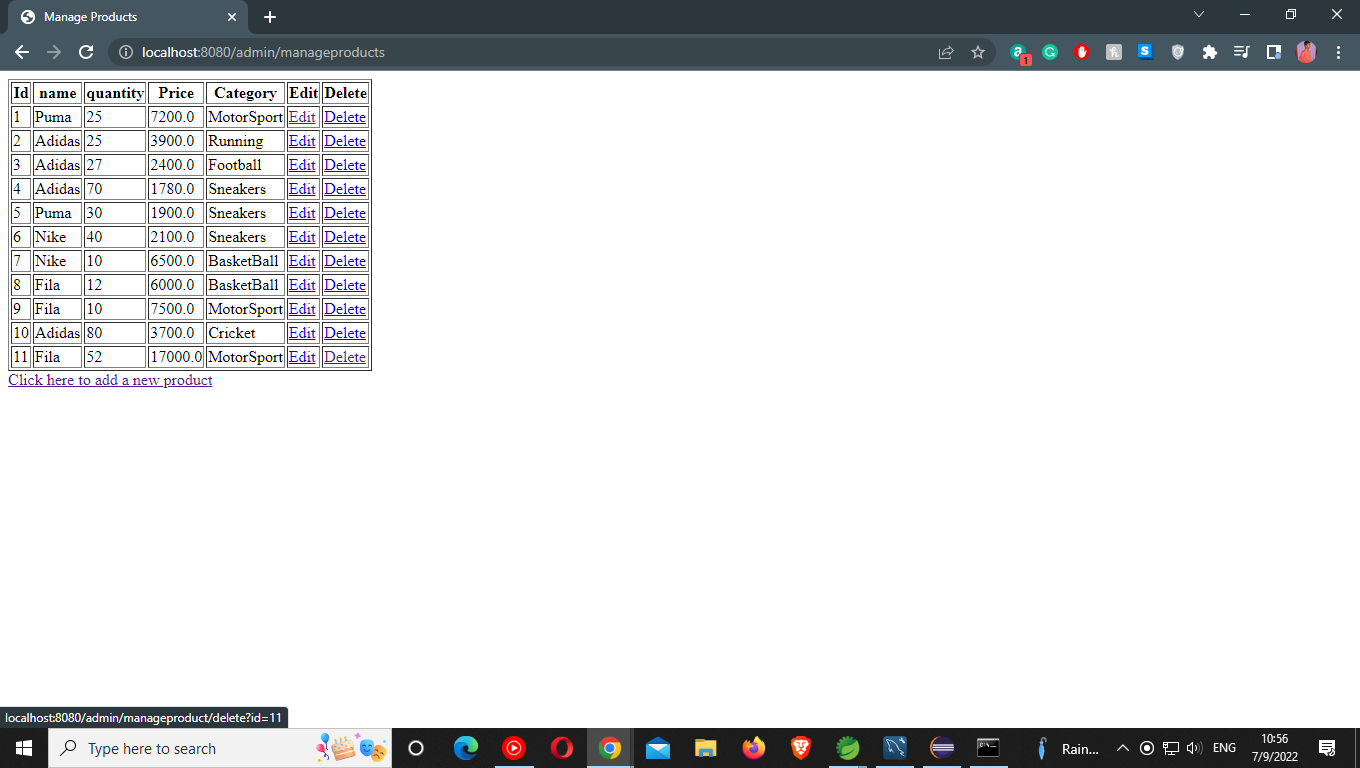 Manage Products
localhost:8080/admin/manageproducts
1
Id name quantity Price Category Edit Delete
1 Puma 25 7200.0 MotorSport Edit Delete
2 Adidas 25 3900.0 Running Edit Delete
3 Adidas 27 2400.0 Football Edit Delete
4 Adidas 70 1780.0 Sneakers Edit Delete
5 Puma 30 1900.0 Sneakers Edit Delete
6 Nike 40 2100.0 Sneakers Edit Delete
7 Nike 10 6500.0 BasketBall Edit Delete
8 Fila 12 6000.0 BasketBall Edit Delete
9 Fila 10 7500.0 MotorSport Edit Delete
10 Adidas 80 3700.0 Cricket Edit Delete
11 Fila 52 17000.0 MotorSport Edit Delete
Click here to add a new product
localhost:8080/admin/manageproduct/delete?id=11
Type here to search
Rain...
ENG
10:56
7/9/2022